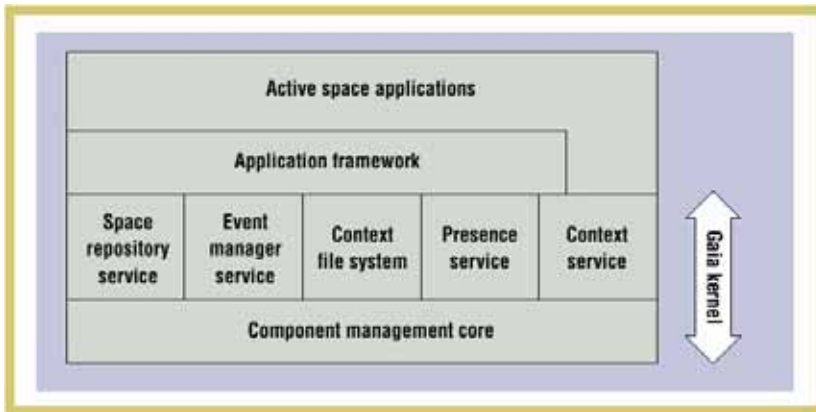 Active space applications
Application framework
Space
repository
service
Event
manager
service
Context
file system
Presence
service
Context
service
Gaia kernel
Component management core